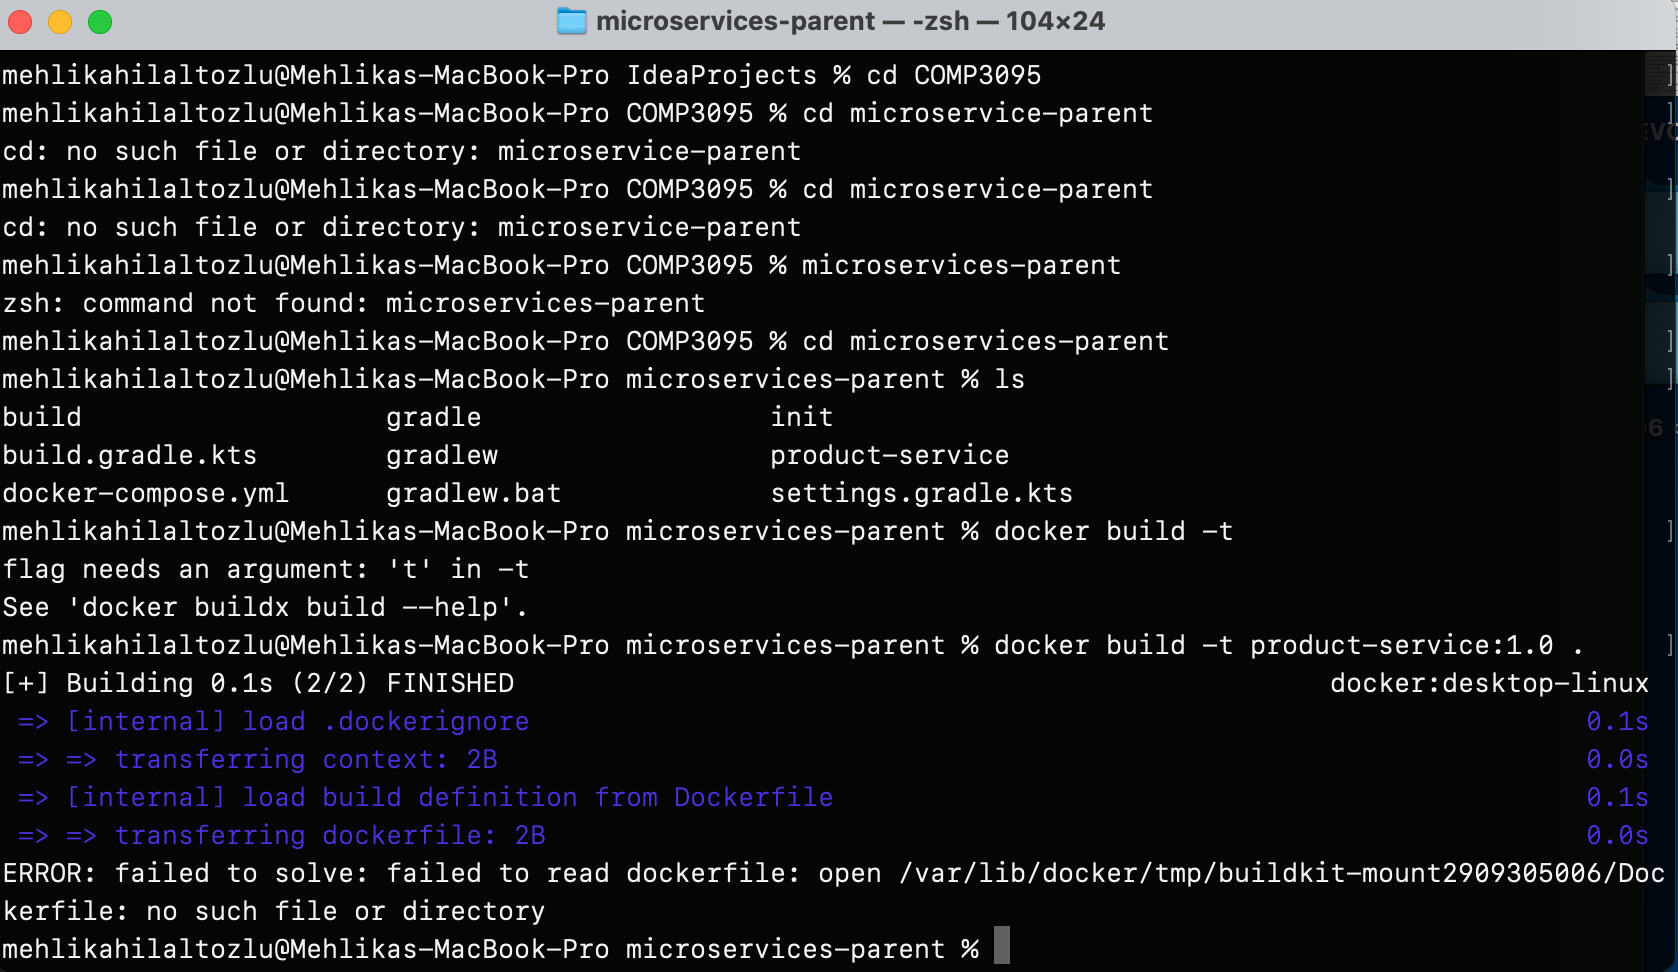 microservices-parent — -zsh — 104×24
mehlikahilaltozlu@Mehlikas-MacBook-Pro IdeaProjects % cd COMP3095
mehlikahilaltozlu@Mehlikas-MacBook-Pro COMP3095 % cd microservice-parent
cd: no such file or directory: microservice-parent
mehlikahilaltozlu@Mehlikas-MacBook-Pro COMP3095 % cd microservice-parent
cd: no such file or directory: microservice-parent
mehlikahilaltozlu@Mehlikas-MacBook-Pro COMP3095 % microservices-parent
zsh: command not found: microservices-parent
mehlikahilaltozlu@Mehlikas-MacBook-Pro COMP3095 % cd microservices-parent
mehlikahilaltozlu@Mehlikas-MacBook-Pro microservices-parent % ls
build gradle init
build.gradle.kts gradlew product-service
docker-compose.yml gradlew.bat settings.gradle.kts
mehlikahilaltozlu@Mehlikas-MacBook-Pro microservices-parent % docker build -t
flag needs an argument: 't' in -t
See 'docker buildx build --help'.
mehlikahilaltozlu@Mehlikas-MacBook-Pro microservices-parent % docker build -t product-service:1.0 .
[+] Building 0.1s (2/2) FINISHED docker:desktop-linux
=> [internal] load .dockerignore 0.1s
=> => transferring context: 2B 0.0s
=> [internal] load build definition from Dockerfile 0.1s
=> => transferring dockerfile: 2B 0.0s
ERROR: failed to solve: failed to read dockerfile: open /var/lib/docker/tmp/buildkit-mount2909305006/Doc
kerfile: no such file or directory
mehlikahilaltozlu@Mehlikas-MacBook-Pro microservices-parent %